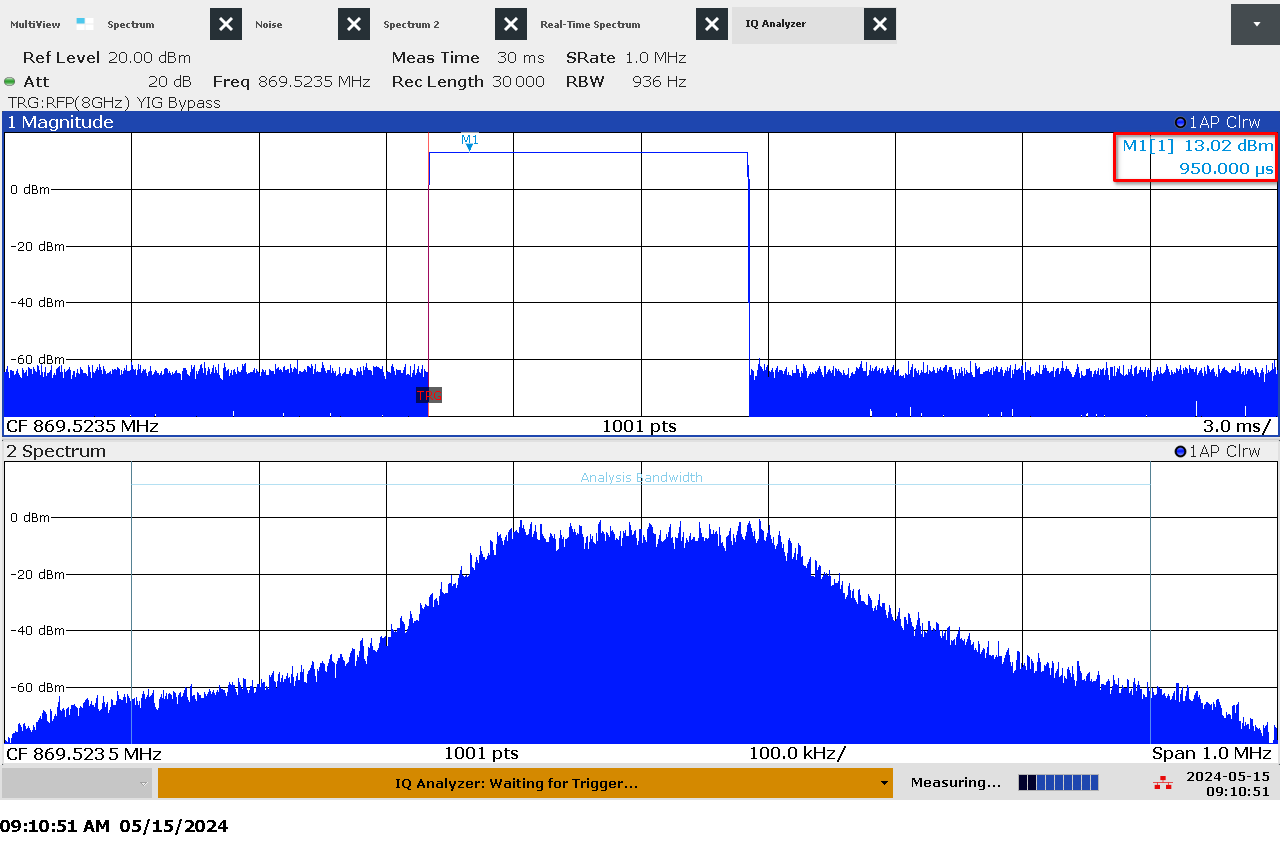 MultiView Spectrum Noise Spectrum 2 Real-Time Spectrum IQ Analyzer
Ref Level 20.00 dBm Meas Time 30 ms SRate 1.0 MHz
Att 20 dB Freq 869.5235 MHz Rec Length 30000 RBW 936 Hz
TRG:RFP(8GHz) YIG Bypass
1 Magnitude 1AP Clrw
M1
M1[1] 13.02 dBm
950.000 µs
0 dBm
-20 dBm
-40 dBm
-60 dBm
TRG
CF 869.5235 MHz 1001 pts 3.0 ms/
2 Spectrum 1AP Clrw
Analysis Bandwidth
0 dBm
-20 dBm
-40 dBm
-60 dBm
CF 869.5235 MHz 1001 pts 100.0 kHz/ Span 1.0 MHz
IQ Analyzer: Waiting for Trigger... Measuring... 2024-05-15
09:10:51
09:10:51 AM 05/15/2024